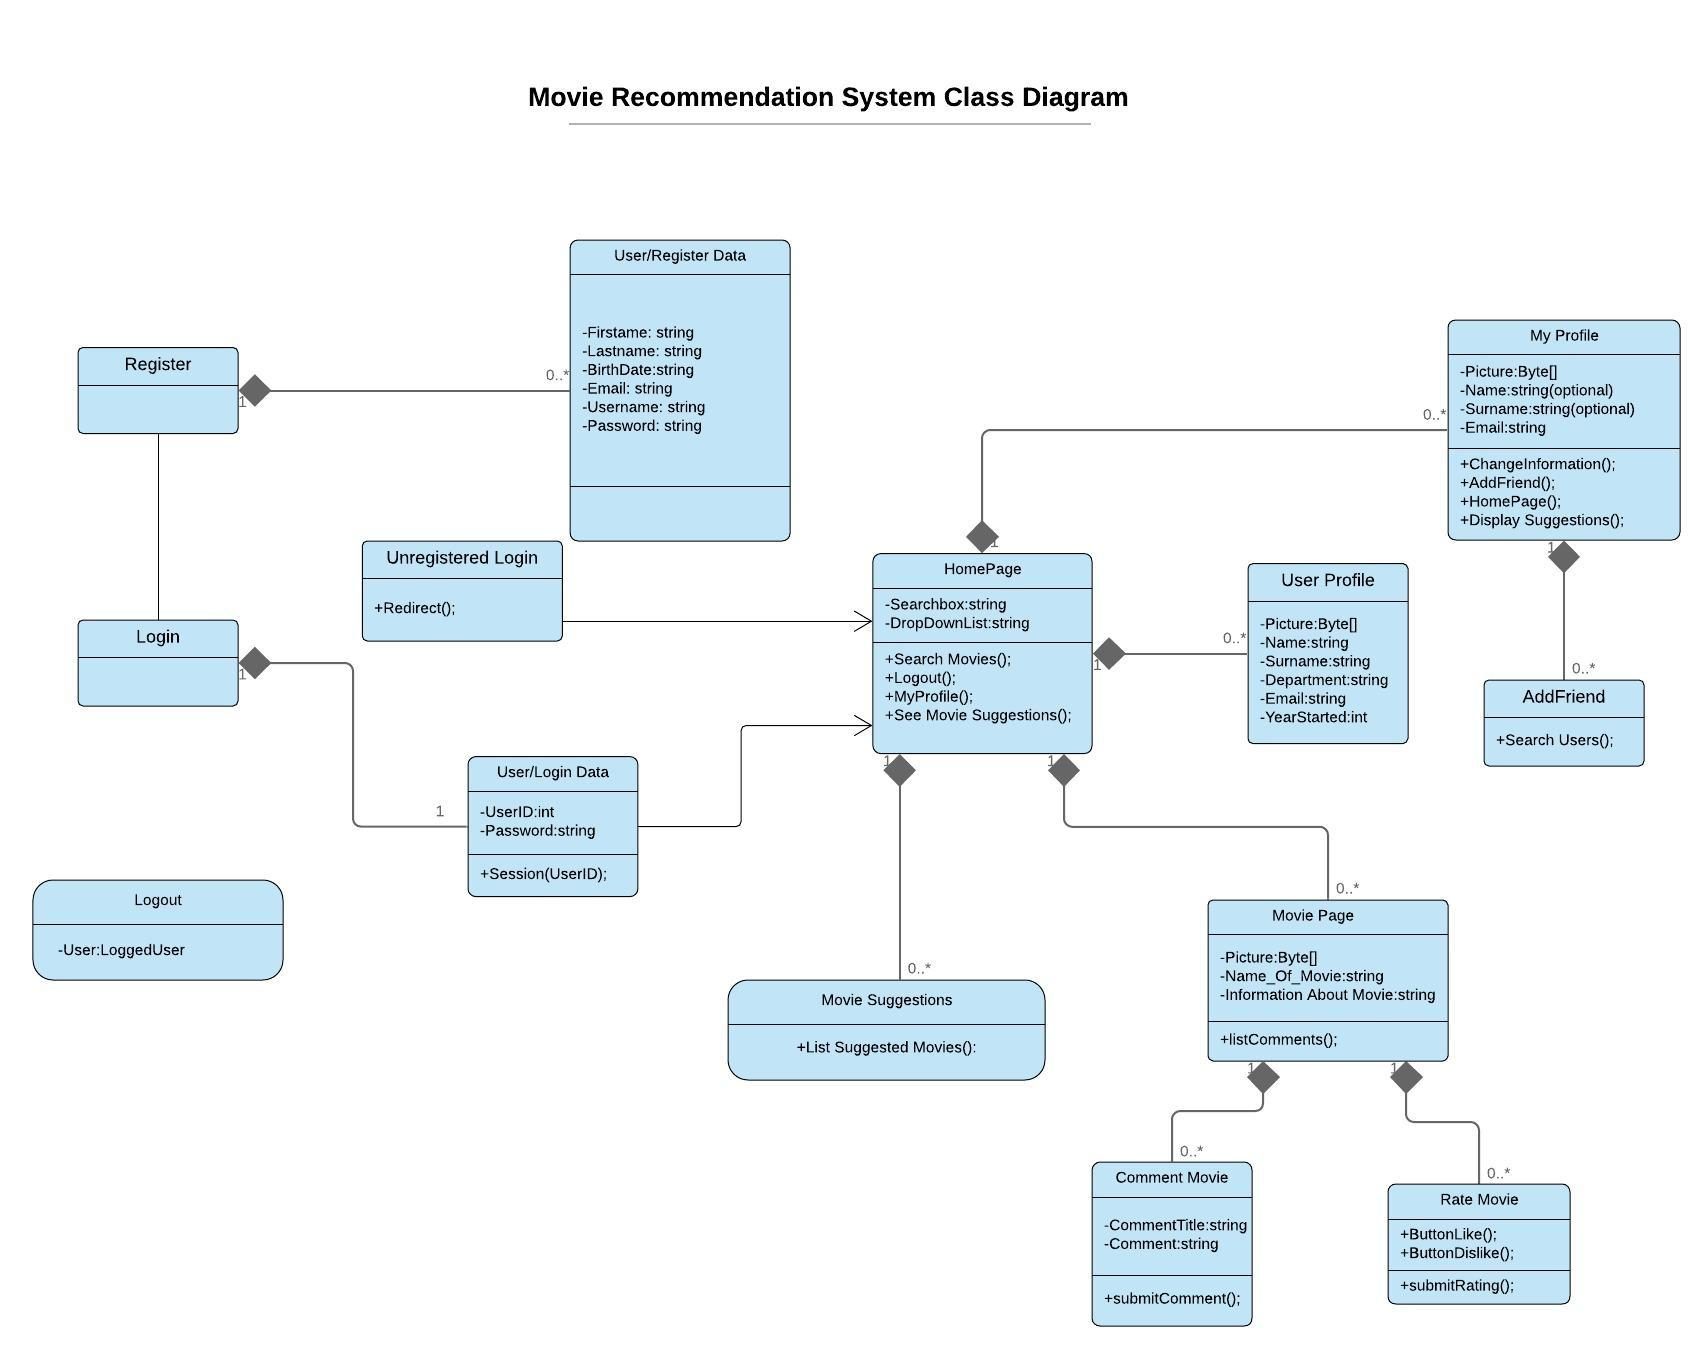 Movie Recommendation System Class Diagram
User/Register Data
-Firstame: string
-Lastname: string
-BirthDate:string
-Email: string
-Username: string
-Password: string
Register
1
0..*
My Profile
-Picture:Byte[]
-Name:string(optional)
-Surname:string(optional)
-Email:string
+ChangeInformation();
+AddFriend();
+HomePage();
+Display Suggestions();
0..*
1
1
Unregistered Login
+Redirect();
HomePage
-Searchbox:string
-DropDownList:string
+Search Movies();
+Logout();
+MyProfile();
+See Movie Suggestions();
1
0..*
User Profile
-Picture:Byte[]
-Name:string
-Surname:string
-Department:string
-Email:string
-YearStarted:int
0..*
AddFriend
+Search Users();
Login
1
1
User/Login Data
-UserID:int
-Password:string
+Session(UserID);
1
1
Logout
-User:LoggedUser
0..*
Movie Suggestions
+List Suggested Movies():
0..*
Movie Page
-Picture:Byte[]
-Name_Of_Movie:string
-Information About Movie:string
+listComments();
1
1
0..*
Comment Movie
-CommentTitle:string
-Comment:string
+submitComment();
0..*
Rate Movie
+ButtonLike();
+ButtonDislike();
+submitRating();